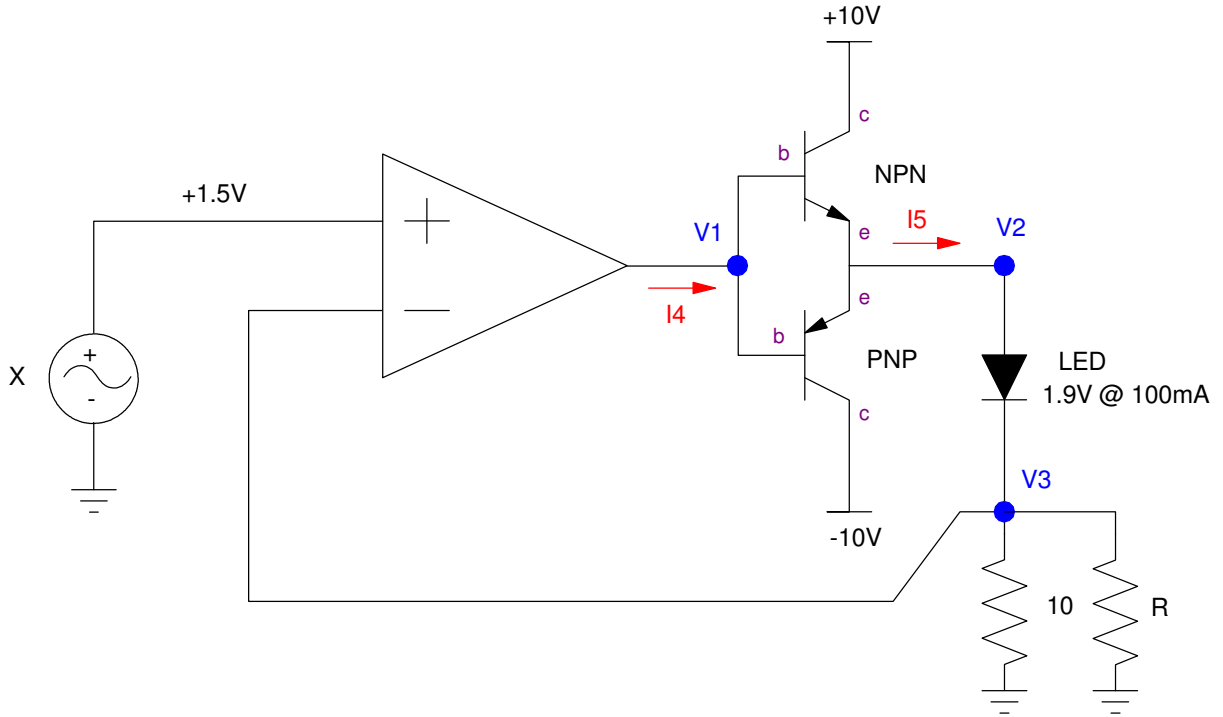 +10V
c
b
NPN
+1.5V
V1
I5
V2
e
e
I4
b
PNP
LED
1.9V @ 100mA
X
+
-
c
V3
-10V
10
R